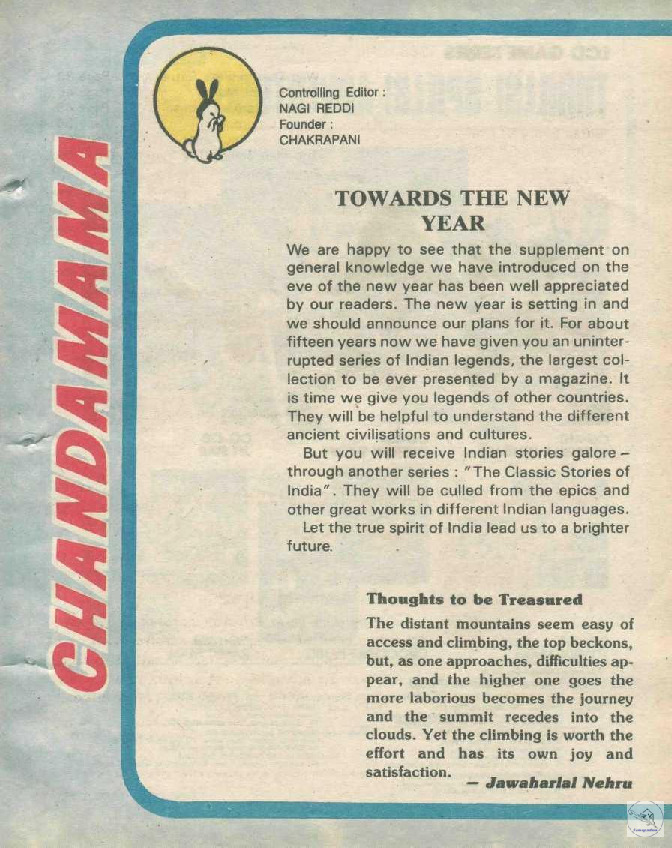 CHANDAMAMA
Controlling Editor :
NAGI REDDI
Founder :
CHAKRAPANI
TOWARDS THE NEW
YEAR
We are happy to see that the supplement on
general knowledge we have introduced on the
eve of the new year has been well appreciated
by our readers. The new year is setting in and
we should announce our plans for it. For about
fifteen years now we have given you an uninter-
rupted series of Indian legends, the largest col-
lection to be ever presented by a magazine. It
is time we give you legends of other countries.
They will be helpful to understand the different
ancient civilisations and cultures.
But you will receive Indian stories galore –
through another series : "The Classic Stories of
India". They will be culled from the epics and
other great works in different Indian languages.
Let the true spirit of India lead us to a brighter
future.
Thoughts to be Treasured
The distant mountains seem easy of
access and climbing, the top beckons,
but, as one approaches, difficulties ap-
pear, and the higher one goes the
more laborious becomes the journey
and the summit recedes into the
clouds. Yet the climbing is worth the
effort and has its own joy and
satisfaction.
— Jawaharlal Nehru